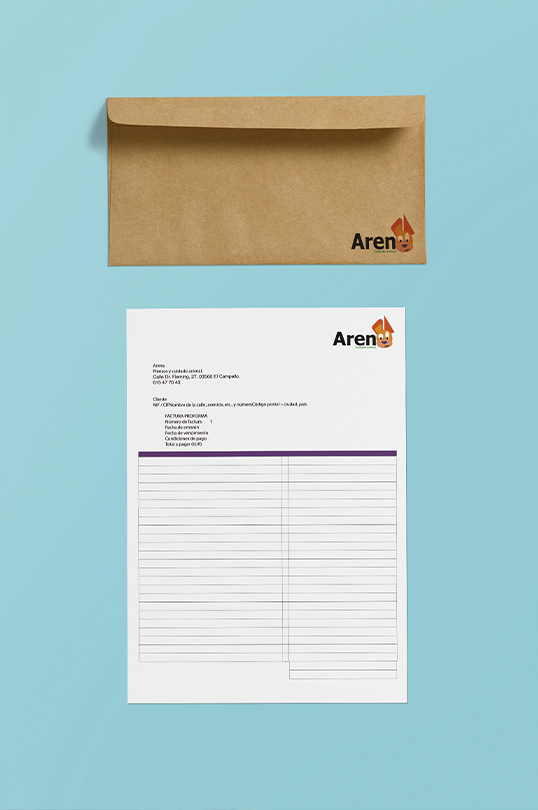 Aren
Aren
Arena
Piensos y cuidado animal.
Calle Dr. Fleming, 27, 03560 El Campello.
615 47 70 43
Cliente
NIF / CIFNombre de la calle, avenida, etc., y númeroCódigo postal – ciudad, país
FACTURA PROFORMA
Número de factura 1
Fecha de emisión
Fecha de vencimiento
Condiciones de pago
Total a pagar (EUR)